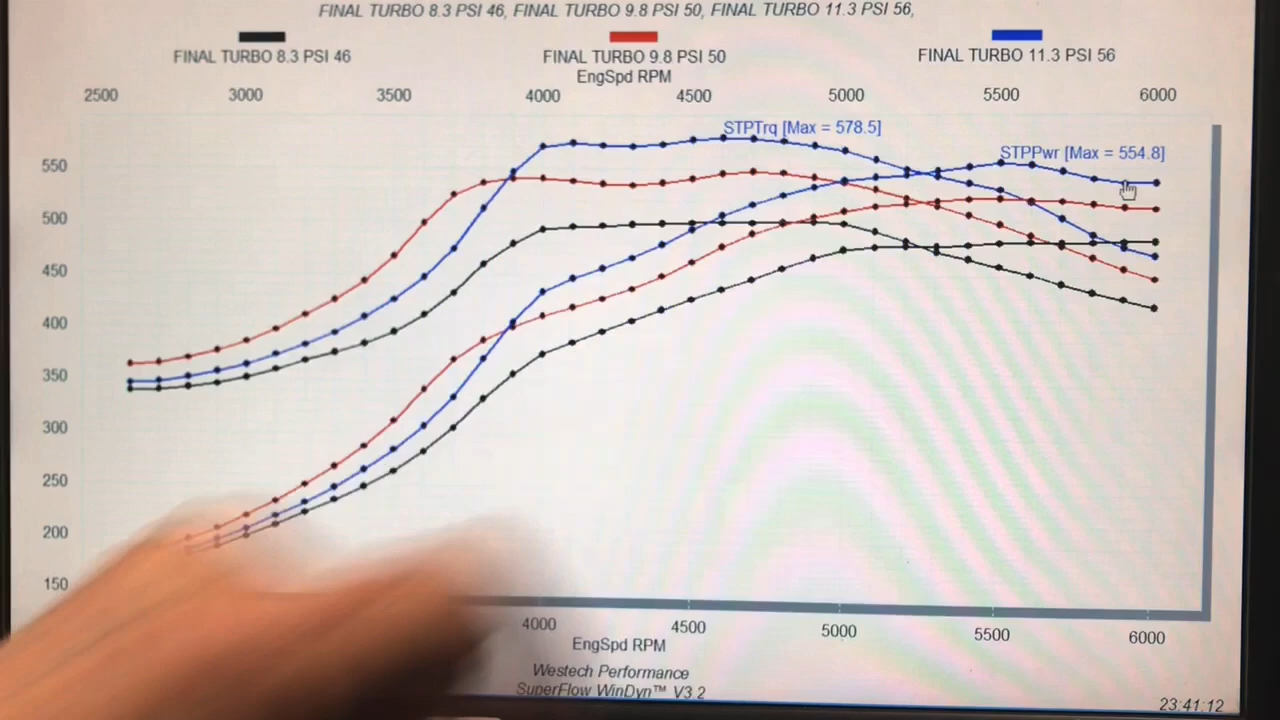 FINAL TURBO 8.3 PSI 46, FINAL TURBO 9.8 PSI 50, FINAL TURBO 11.3 PSI 56,
FINAL TURBO 8.3 PSI 46 FINAL TURBO 9.8 PSI 50 FINAL TURBO 11.3 PSI 56
EngSpd RPM
2500 3000 3500 4000 4500 5000 5500 6000
STPTrq [Max = 578.5]
STPPwr [Max = 554.8]
550
500
450
400
350
300
250
200
150
4000 4500 5000 5500 6000
EngSpd RPM
Westech Performance
SuperFlow WinDyn™ V3 2
23:41:12